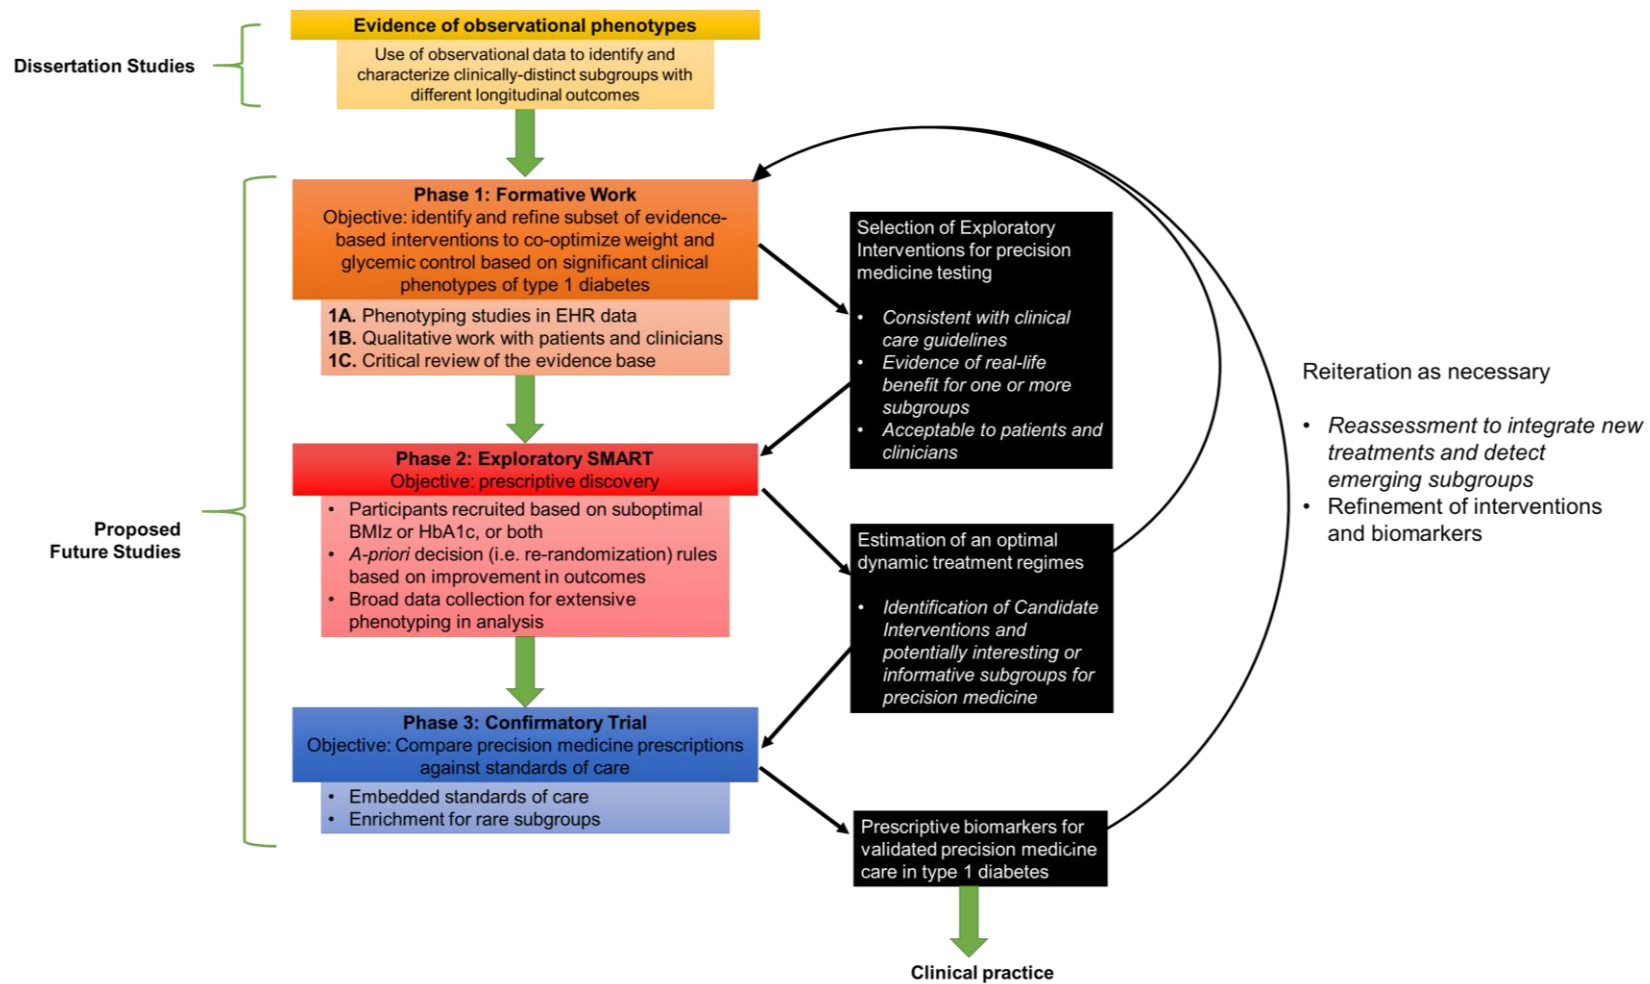 Evidence of observational phenotypes
Use of observational data to identify and
characterize clinically-distinct subgroups with
different longitudinal outcomes
Dissertation Studies
Phase 1: Formative Work
Objective: identify and refine subset of evidence-
based interventions to co-optimize weight and
glycemic control based on significant clinical
phenotypes of type 1 diabetes
1A. Phenotyping studies in EHR data
1B. Qualitative work with patients and clinicians
1C. Critical review of the evidence base
Selection of Exploratory
Interventions for precision
medicine testing
• Consistent with clinical
care guidelines
• Evidence of real-life
benefit for one or more
subgroups
• Acceptable to patients and
clinicians
Phase 2: Exploratory SMART
Objective: prescriptive discovery
• Participants recruited based on suboptimal
BMIz or HbA1c, or both
• A-priori decision (i.e. re-randomization) rules
based on improvement in outcomes
• Broad data collection for extensive
phenotyping in analysis
Proposed
Future Studies
Estimation of an optimal
dynamic treatment regimes
• Identification of Candidate
Interventions and
potentially interesting or
informative subgroups for
precision medicine
Reiteration as necessary
• Reassessment to integrate new
treatments and detect
emerging subgroups
• Refinement of interventions
and biomarkers
Phase 3: Confirmatory Trial
Objective: Compare precision medicine prescriptions
against standards of care
• Embedded standards of care
• Enrichment for rare subgroups
Prescriptive biomarkers for
validated precision medicine
care in type 1 diabetes
Clinical practice